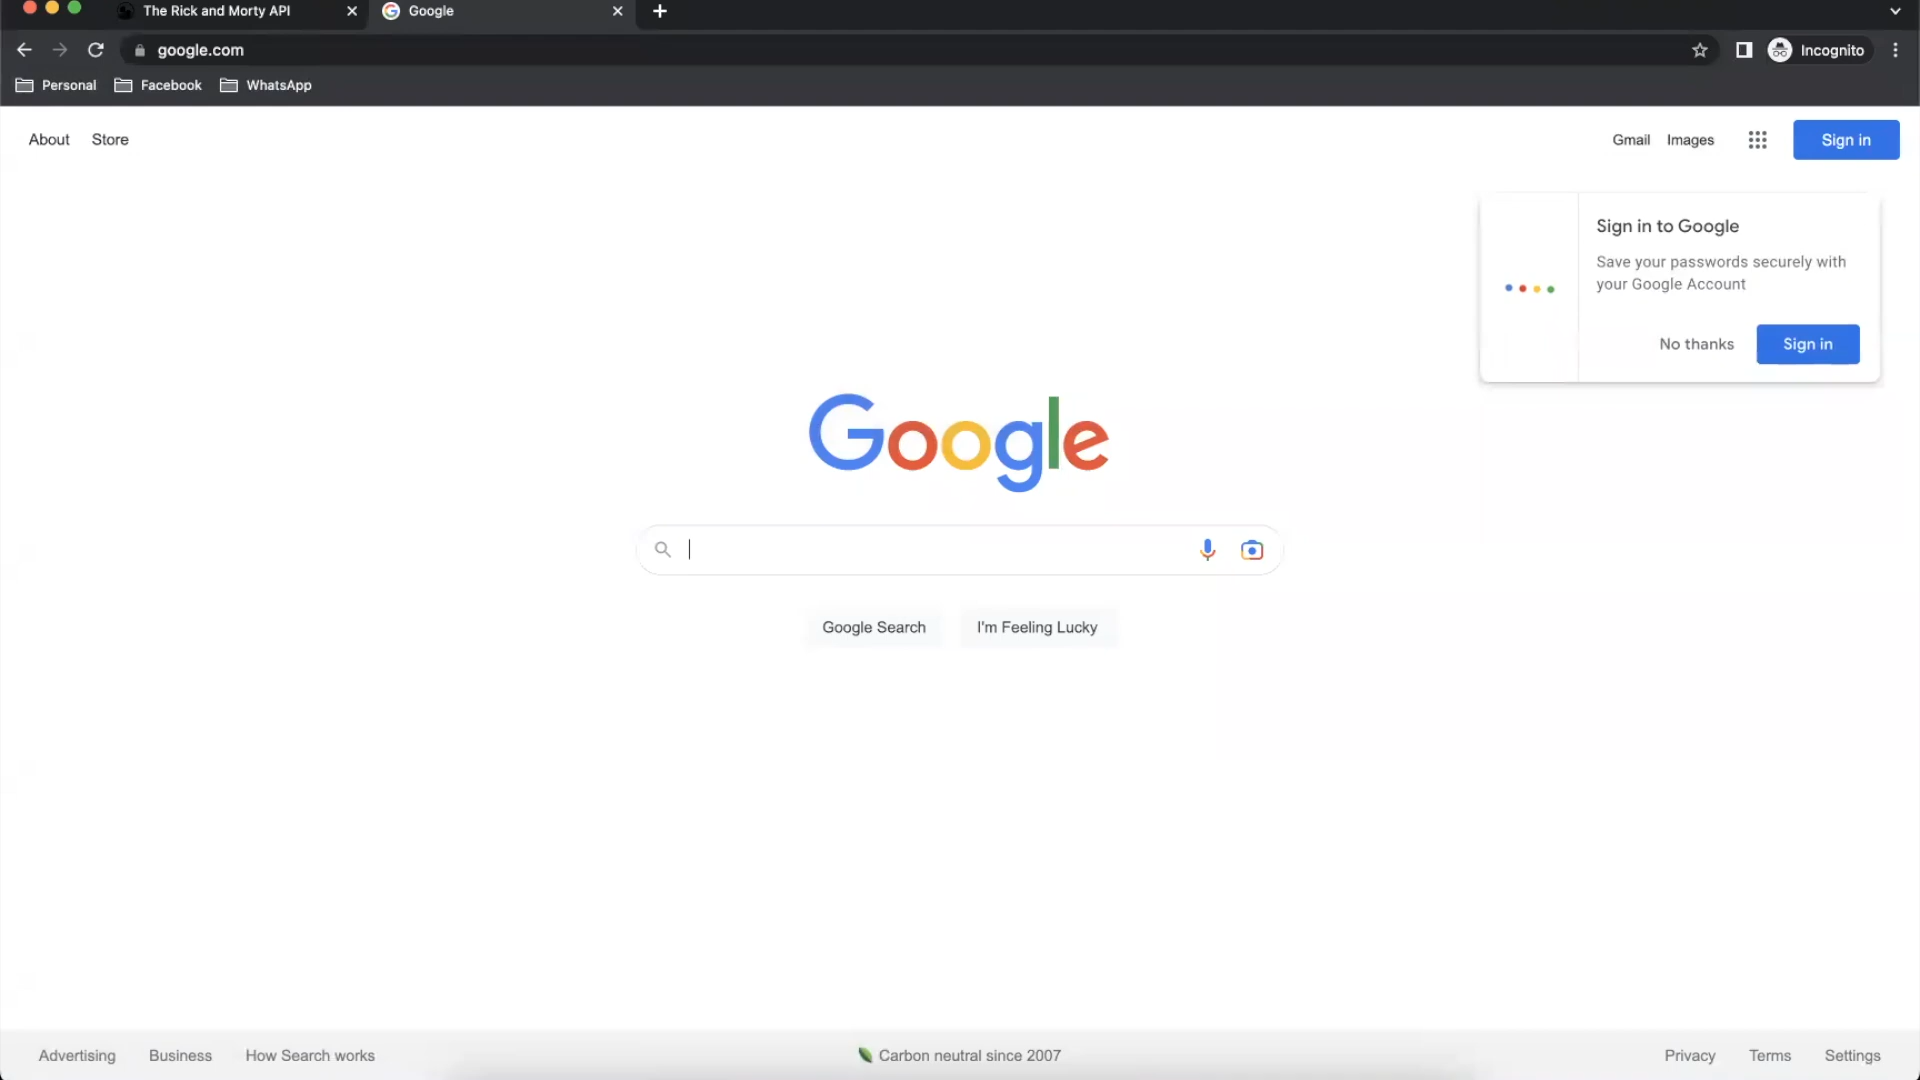 The Rick and Morty API
Google
google.com
Incognito
Personal
Facebook
WhatsApp
About
Store
Gmail
Images
Sign in
Sign in to Google
Save your passwords securely with
your Google Account
No thanks
Sign in
Google
Google Search
I'm Feeling Lucky
Advertising
Business
How Search works
Carbon neutral since 2007
Privacy
Terms
Settings